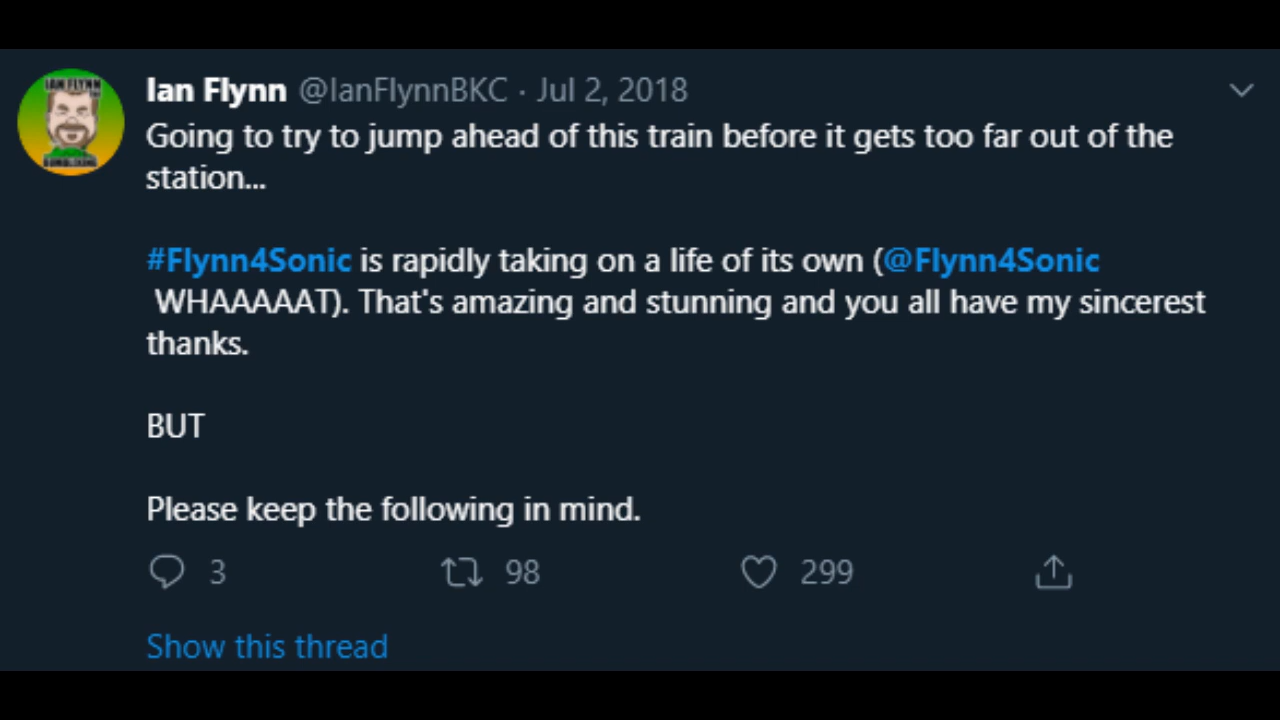 Ian Flynn @IanFlynnBKC · Jul 2, 2018
Going to try to jump ahead of this train before it gets too far out of the
station...
#Flynn4Sonic is rapidly taking on a life of its own (@Flynn4Sonic
WHAAAAAT). That's amazing and stunning and you all have my sincerest
thanks.
BUT
Please keep the following in mind.
3 98 299
Show this thread
IAN FLYNN
BUMBLEKING